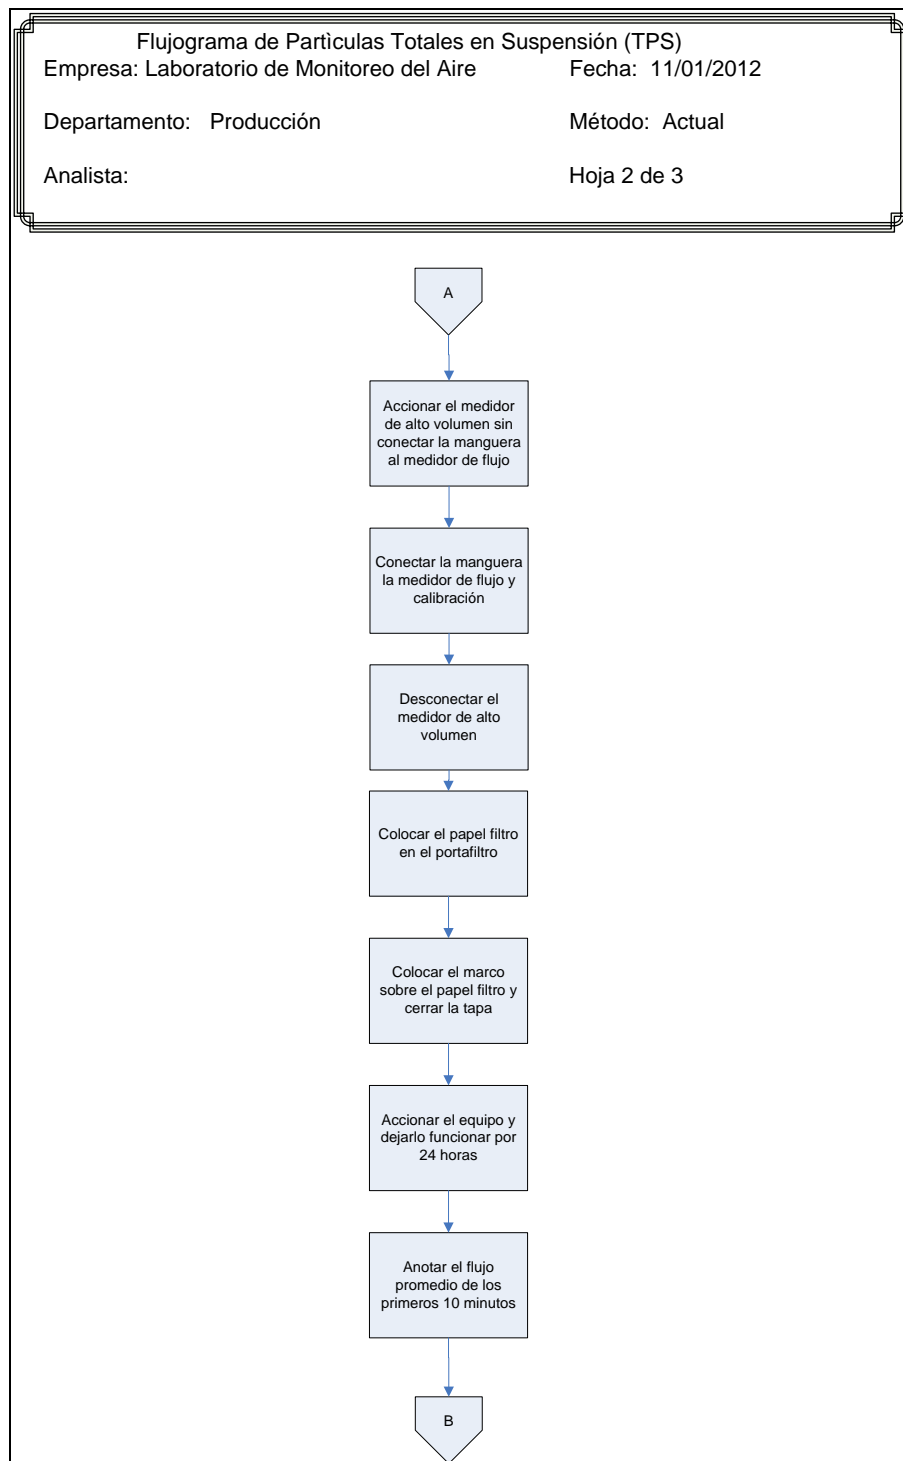 Flujograma de Partìculas Totales en Suspensión (TPS)
Empresa: Laboratorio de Monitoreo del Aire Fecha: 11/01/2012
Departamento: Producción Método: Actual
Analista: Hoja 2 de 3
A
Accionar el medidor
de alto volumen sin
conectar la manguera
al medidor de flujo
Conectar la manguera
la medidor de flujo y
calibración
Desconectar el
medidor de alto
volumen
Colocar el papel filtro
en el portafiltro
Colocar el marco
sobre el papel filtro y
cerrar la tapa
Accionar el equipo y
dejarlo funcionar por
24 horas
Anotar el flujo
promedio de los
primeros 10 minutos
B